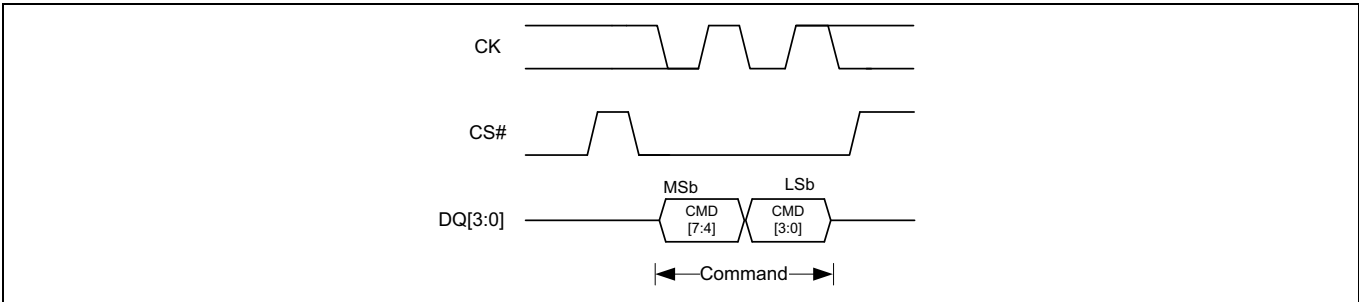 CK
CS#
MSb LSb
DQ[3:0]
CMD CMD
[7:4] [3:0]
Command